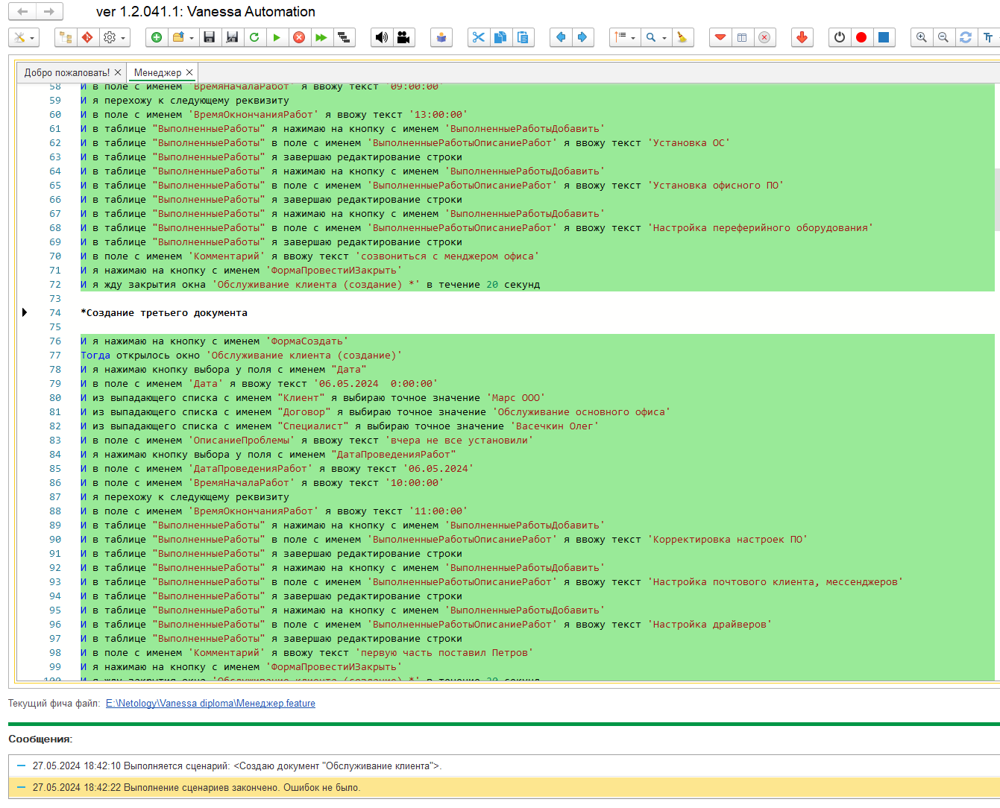 ver 1.2.041.1: Vanessa Automation
Добро пожаловать! ×
Менеджер ×
58 И в поле с именем 'ВремяНачалаРабот' я ввожу текст '09:00:00'
59 И я перехожу к следующему реквизиту
60 И в поле с именем 'ВремяОкнончанияРабот' я ввожу текст '13:00:00'
61 И в таблице "ВыполненныеРаботы" я нажимаю на кнопку с именем 'ВыполненныеРаботыДобавить'
62 И в таблице "ВыполненныеРаботы" в поле с именем 'ВыполненныеРаботыОписаниеРабот' я ввожу текст 'Установка ОС'
63 И в таблице "ВыполненныеРаботы" я завершаю редактирование строки
64 И в таблице "ВыполненныеРаботы" я нажимаю на кнопку с именем 'ВыполненныеРаботыДобавить'
65 И в таблице "ВыполненныеРаботы" в поле с именем 'ВыполненныеРаботыОписаниеРабот' я ввожу текст 'Установка офисного ПО'
66 И в таблице "ВыполненныеРаботы" я завершаю редактирование строки
67 И в таблице "ВыполненныеРаботы" я нажимаю на кнопку с именем 'ВыполненныеРаботыДобавить'
68 И в таблице "ВыполненныеРаботы" в поле с именем 'ВыполненныеРаботыОписаниеРабот' я ввожу текст 'Настройка переферийного оборудования'
69 И в таблице "ВыполненныеРаботы" я завершаю редактирование строки
70 И в поле с именем 'Комментарий' я ввожу текст 'созвониться с менджером офиса'
71 И я нажимаю на кнопку с именем 'ФормаПровестиИЗакрыть'
72 И я жду закрытия окна 'Обслуживание клиента (создание) *' в течение 20 секунд
73
74 *Создание третьего документа
75
76 И я нажимаю на кнопку с именем 'ФормаСоздать'
77 Тогда открылось окно 'Обслуживание клиента (создание)'
78 И я нажимаю кнопку выбора у поля с именем "Дата"
79 И в поле с именем 'Дата' я ввожу текст '06.05.2024  0:00:00'
80 И из выпадающего списка с именем "Клиент" я выбираю точное значение 'Марс ООО'
81 И из выпадающего списка с именем "Договор" я выбираю точное значение 'Обслуживание основного офиса'
82 И из выпадающего списка с именем "Специалист" я выбираю точное значение 'Васечкин Олег'
83 И в поле с именем 'ОписаниеПроблемы' я ввожу текст 'вчера не все установили'
84 И я нажимаю кнопку выбора у поля с именем "ДатаПроведенияРабот"
85 И в поле с именем 'ДатаПроведенияРабот' я ввожу текст '06.05.2024'
86 И в поле с именем 'ВремяНачалаРабот' я ввожу текст '10:00:00'
87 И я перехожу к следующему реквизиту
88 И в поле с именем 'ВремяОкнончанияРабот' я ввожу текст '11:00:00'
89 И в таблице "ВыполненныеРаботы" я нажимаю на кнопку с именем 'ВыполненныеРаботыДобавить'
90 И в таблице "ВыполненныеРаботы" в поле с именем 'ВыполненныеРаботыОписаниеРабот' я ввожу текст 'Корректировка настроек ПО'
91 И в таблице "ВыполненныеРаботы" я завершаю редактирование строки
92 И в таблице "ВыполненныеРаботы" я нажимаю на кнопку с именем 'ВыполненныеРаботыДобавить'
93 И в таблице "ВыполненныеРаботы" в поле с именем 'ВыполненныеРаботыОписаниеРабот' я ввожу текст 'Настройка почтового клиента, мессенджеров'
94 И в таблице "ВыполненныеРаботы" я завершаю редактирование строки
95 И в таблице "ВыполненныеРаботы" я нажимаю на кнопку с именем 'ВыполненныеРаботыДобавить'
96 И в таблице "ВыполненныеРаботы" в поле с именем 'ВыполненныеРаботыОписаниеРабот' я ввожу текст 'Настройка драйверов'
97 И в таблице "ВыполненныеРаботы" я завершаю редактирование строки
98 И в поле с именем 'Комментарий' я ввожу текст 'первую часть поставил Петров'
99 И я нажимаю на кнопку с именем 'ФормаПровестиИЗакрыть'
100 И я жду закрытия окна 'Обслуживание клиента (создание) *' в течение 20 секунд
Текущий фича файл: E:\Netology\Vanessa diploma\Менеджер.feature
Сообщения:
27.05.2024 18:42:10 Выполняется сценарий: <Создаю документ "Обслуживание клиента">.
27.05.2024 18:42:22 Выполнение сценариев закончено. Ошибок не было.